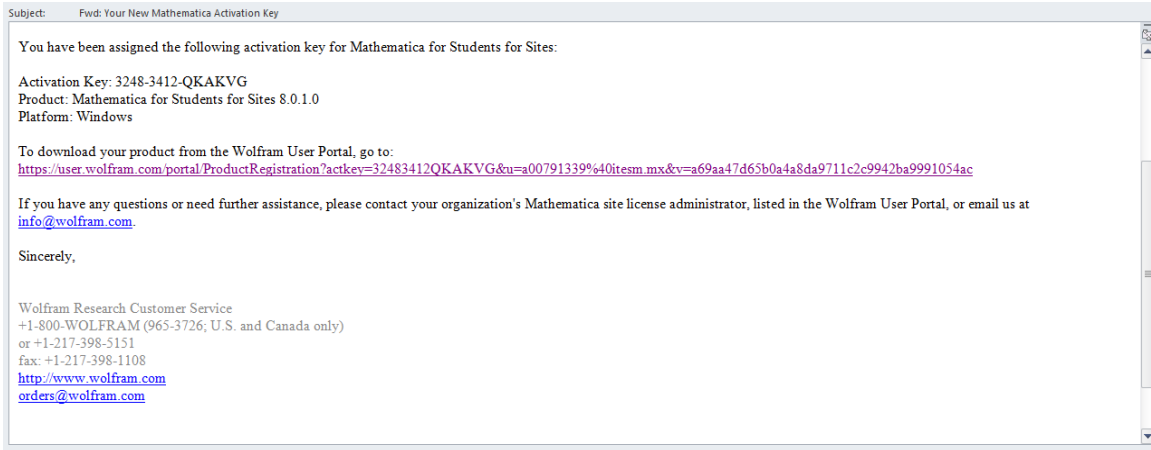 Subject: Fwd: Your New Mathematica Activation Key
You have been assigned the following activation key for Mathematica for Students for Sites:
Activation Key: 3248-3412-QKAKVG
Product: Mathematica for Students for Sites 8.0.1.0
Platform: Windows
To download your product from the Wolfram User Portal, go to:
https://user.wolfram.com/portal/ProductRegistration?actkey=32483412QKAKVG&u=a00791339%40itesm.mx&v=a69aa47d65b0a4a8da9711c2c9942ba9991054ac
If you have any questions or need further assistance, please contact your organization's Mathematica site license administrator, listed in the Wolfram User Portal, or email us at
info@wolfram.com.
Sincerely,
Wolfram Research Customer Service
+1-800-WOLFRAM (965-3726; U.S. and Canada only)
or +1-217-398-5151
fax: +1-217-398-1108
http://www.wolfram.com
orders@wolfram.com